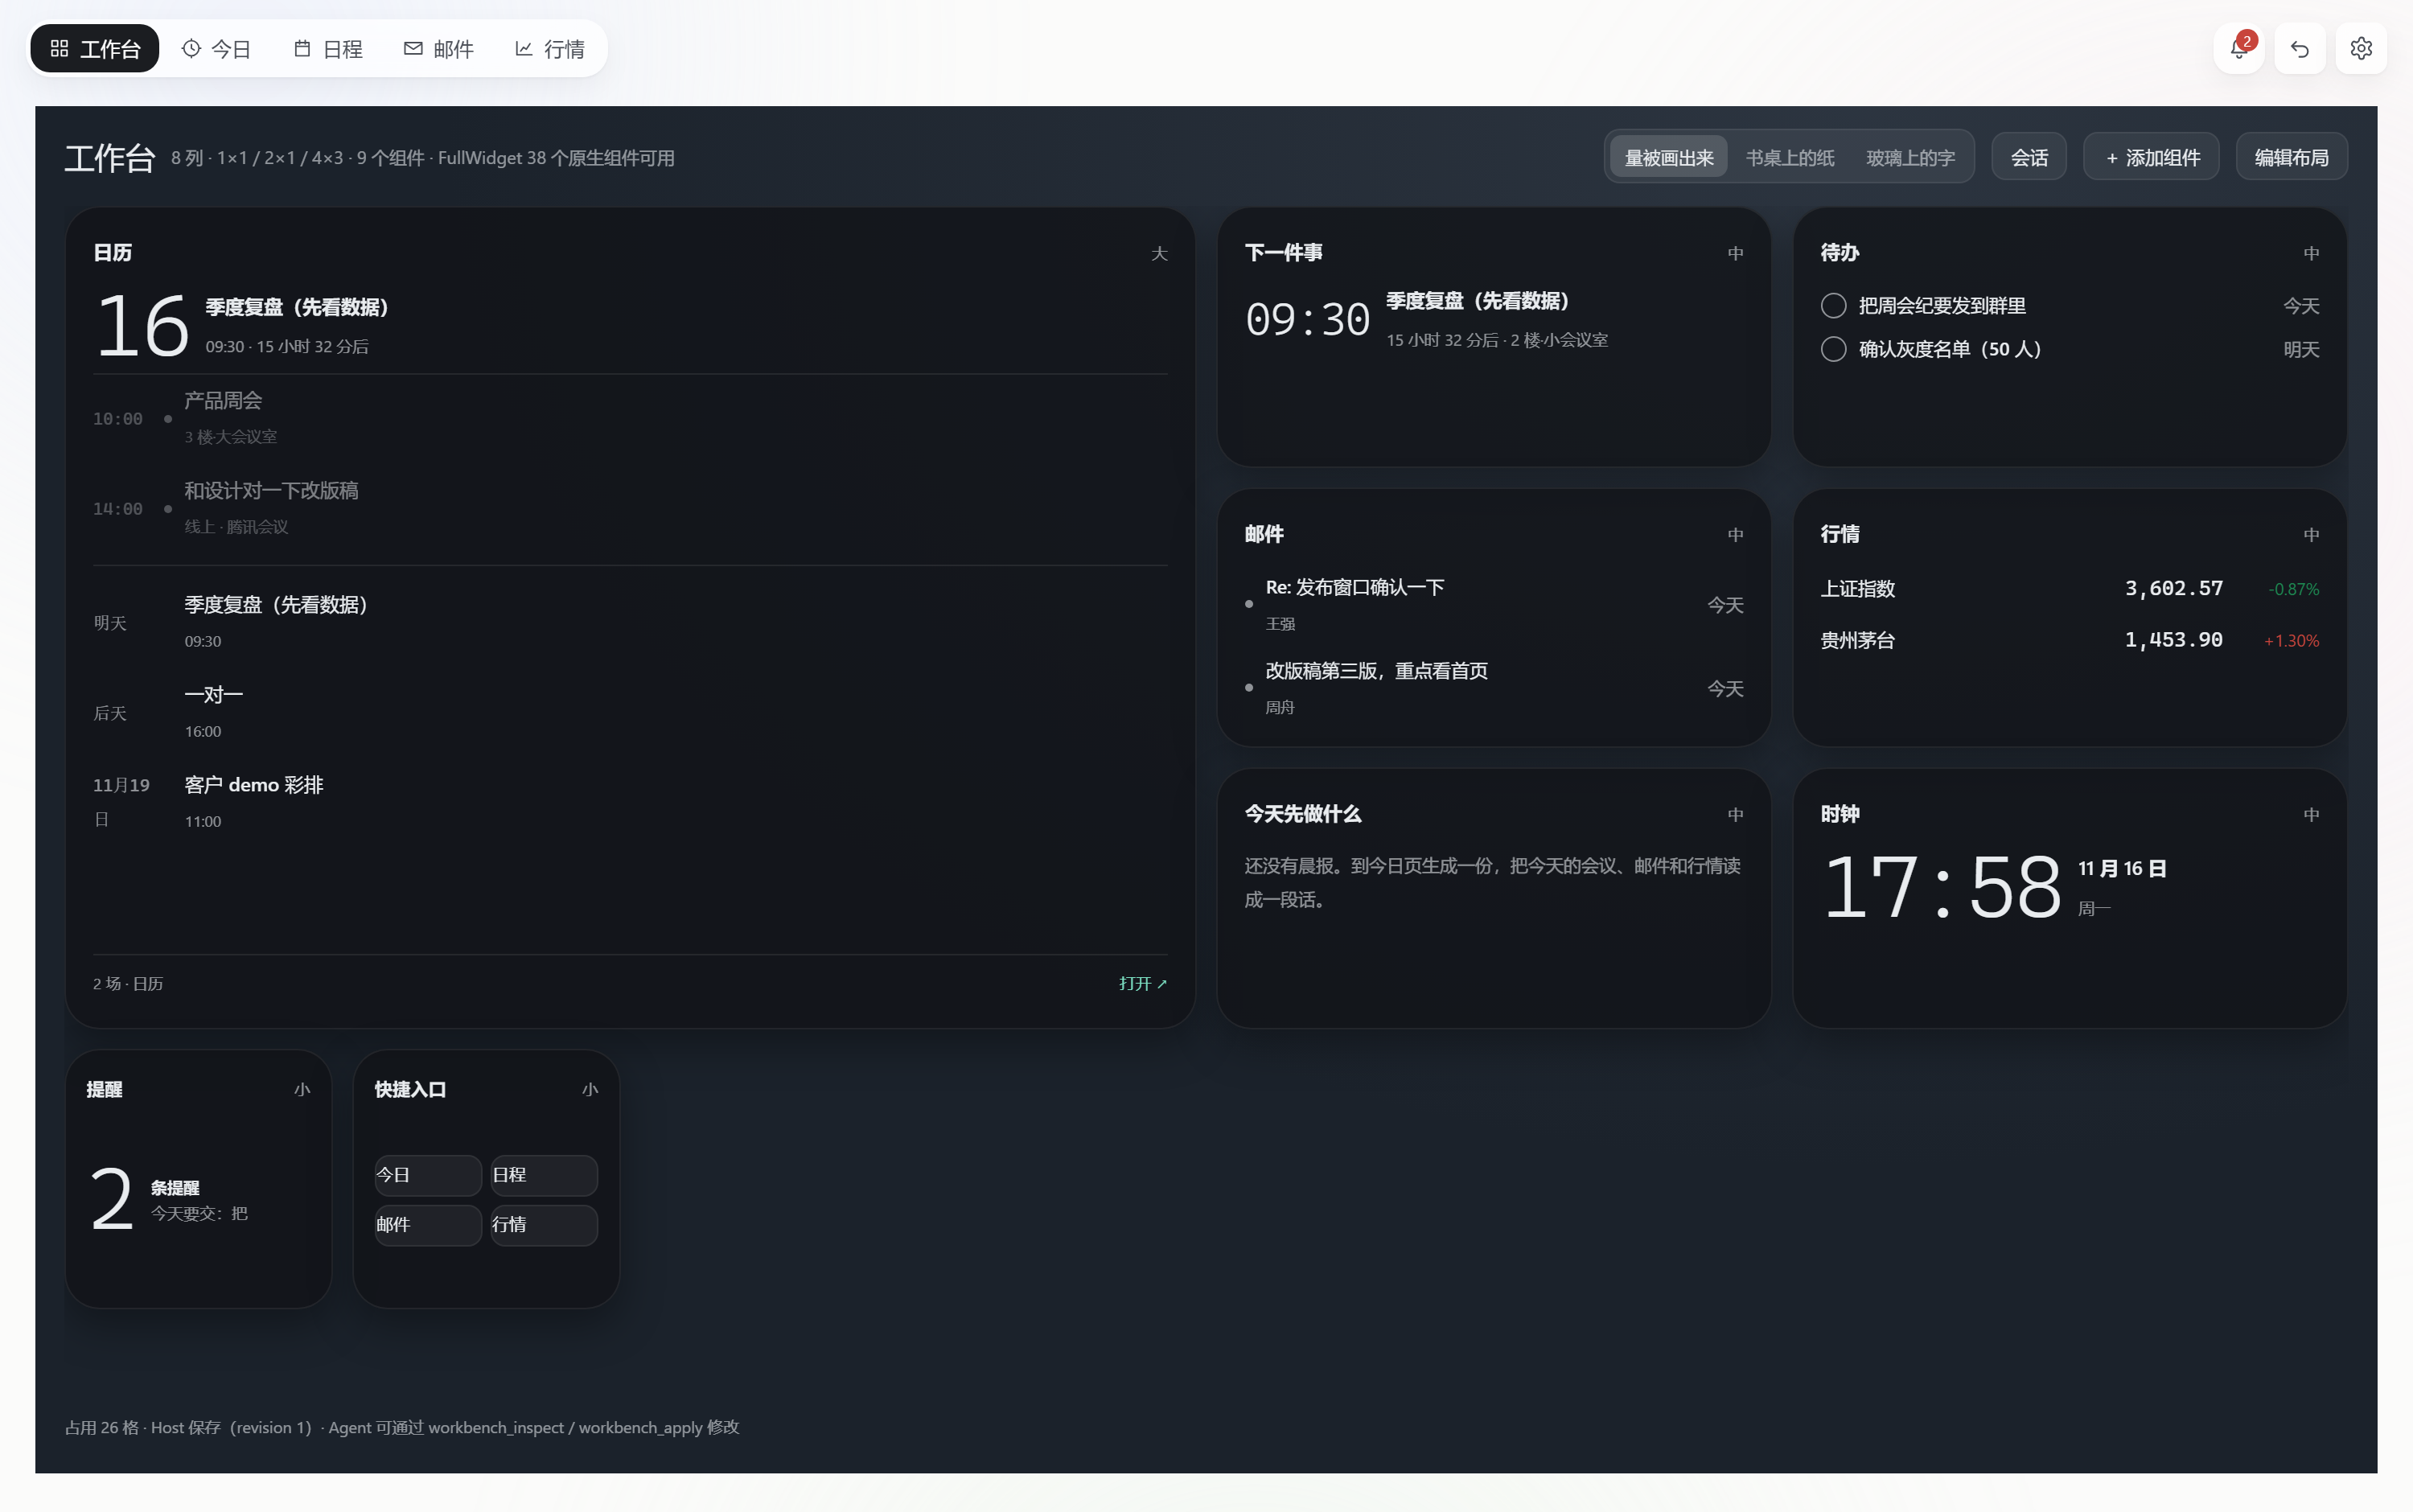 工作台
今日
日程
邮件
行情
2
工作台
8 列 · 1×1 / 2×1 / 4×3 · 9 个组件 · FullWidget 38 个原生组件可用
量被画出来
书桌上的纸
玻璃上的字
会话
+ 添加组件
编辑布局
日历
大
16
季度复盘（先看数据）
09:30 · 15 小时 32 分后
10:00
产品周会
3 楼·大会议室
14:00
和设计对一下改版稿
线上 · 腾讯会议
明天
季度复盘（先看数据）
09:30
后天
一对一
16:00
11月19
日
客户 demo 彩排
11:00
2 场 · 日历
打开 ↗
下一件事
中
09:30
季度复盘（先看数据）
15 小时 32 分后 · 2 楼·小会议室
待办
中
把周会纪要发到群里
今天
确认灰度名单（50 人）
明天
邮件
中
Re: 发布窗口确认一下
王强
今天
改版稿第三版，重点看首页
周舟
今天
行情
中
上证指数
3,602.57
-0.87%
贵州茅台
1,453.90
+1.30%
今天先做什么
中
还没有晨报。到今日页生成一份，把今天的会议、邮件和行情读
成一段话。
时钟
中
17:58
11 月 16 日
周一
提醒
小
2
条提醒
今天要交：把
快捷入口
小
今日
日程
邮件
行情
占用 26 格 · Host 保存（revision 1）· Agent 可通过 workbench_inspect / workbench_apply 修改